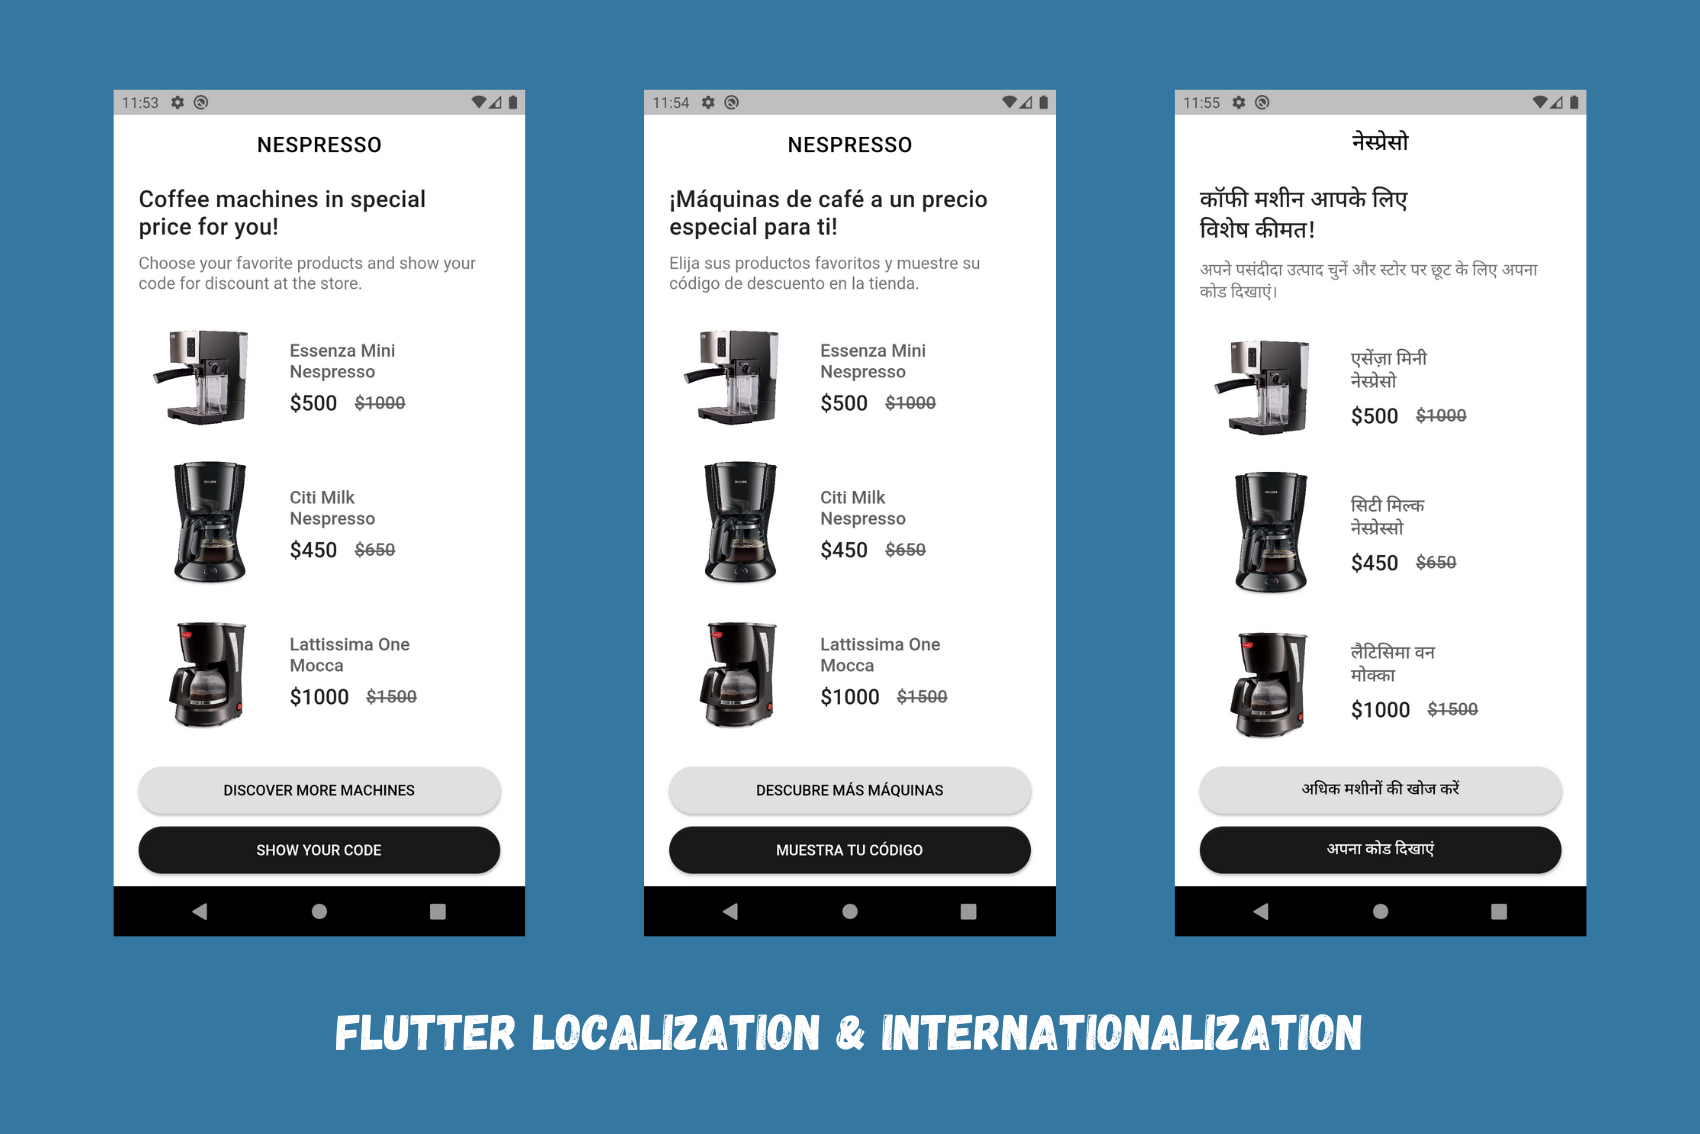 11:53
NESPRESSO
Coffee machines in special
price for you!
Choose your favorite products and show your
code for discount at the store.
Essenza Mini
Nespresso
$500 $1000
Citi Milk
Nespresso
$450 $650
Lattissima One
Mocca
$1000 $1500
DISCOVER MORE MACHINES
SHOW YOUR CODE
11:54
NESPRESSO
¡Máquinas de café a un precio
especial para ti!
Elija sus productos favoritos y muestre su
código de descuento en la tienda.
Essenza Mini
Nespresso
$500 $1000
Citi Milk
Nespresso
$450 $650
Lattissima One
Mocca
$1000 $1500
DESCUBRE MÁS MÁQUINAS
MUESTRA TU CÓDIGO
11:55
नेस्प्रेसो
कॉफी मशीन आपके लिए
विशेष कीमत!
अपने पसंदीदा उत्पाद चुनें और स्टोर पर छूट के लिए अपना
कोड दिखाएं।
एसेंज़ा मिनी
नेस्प्रेसो
$500 $1000
सिटी मिल्क
नेस्प्रेस्सो
$450 $650
लैटिसिमा वन
मोक्का
$1000 $1500
अधिक मशीनों की खोज करें
अपना कोड दिखाएं
FLUTTER LOCALIZATION & INTERNATIONALIZATION